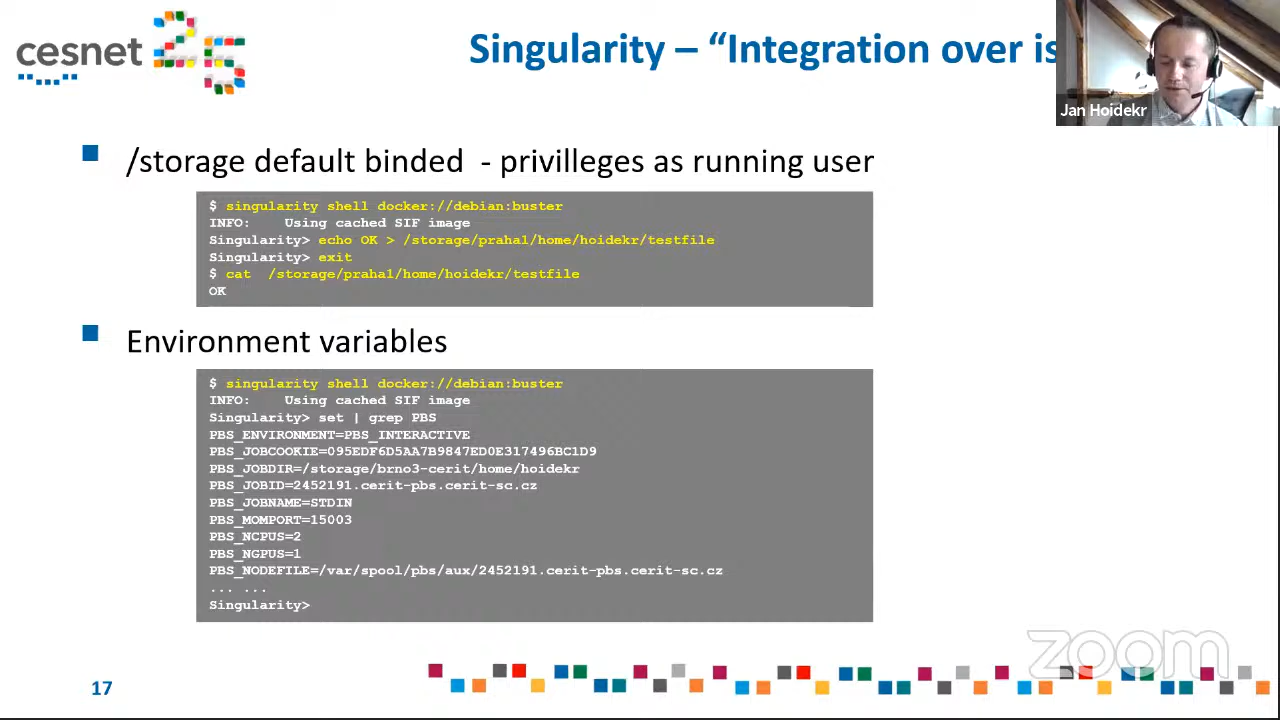 cesnet 25
Singularity – “Integration over is
Jan Hoidekr
/storage default binded - privilleges as running user
$ singularity shell docker://debian:buster
INFO: Using cached SIF image
Singularity> echo OK > /storage/praha1/home/hoidekr/testfile
Singularity> exit
$ cat /storage/praha1/home/hoidekr/testfile
OK
Environment variables
$ singularity shell docker://debian:buster
INFO: Using cached SIF image
Singularity> set | grep PBS
PBS_ENVIRONMENT=PBS_INTERACTIVE
PBS_JOBCOOKIE=095EDF6D5AA7B9847ED0E317496BC1D9
PBS_JOBDIR=/storage/brno3-cerit/home/hoidekr
PBS_JOBID=2452191.cerit-pbs.cerit-sc.cz
PBS_JOBNAME=STDIN
PBS_MOMPORT=15003
PBS_NCPUS=2
PBS_NGPUS=1
PBS_NODEFILE=/var/spool/pbs/aux/2452191.cerit-pbs.cerit-sc.cz
... ...
Singularity>
zoom
17